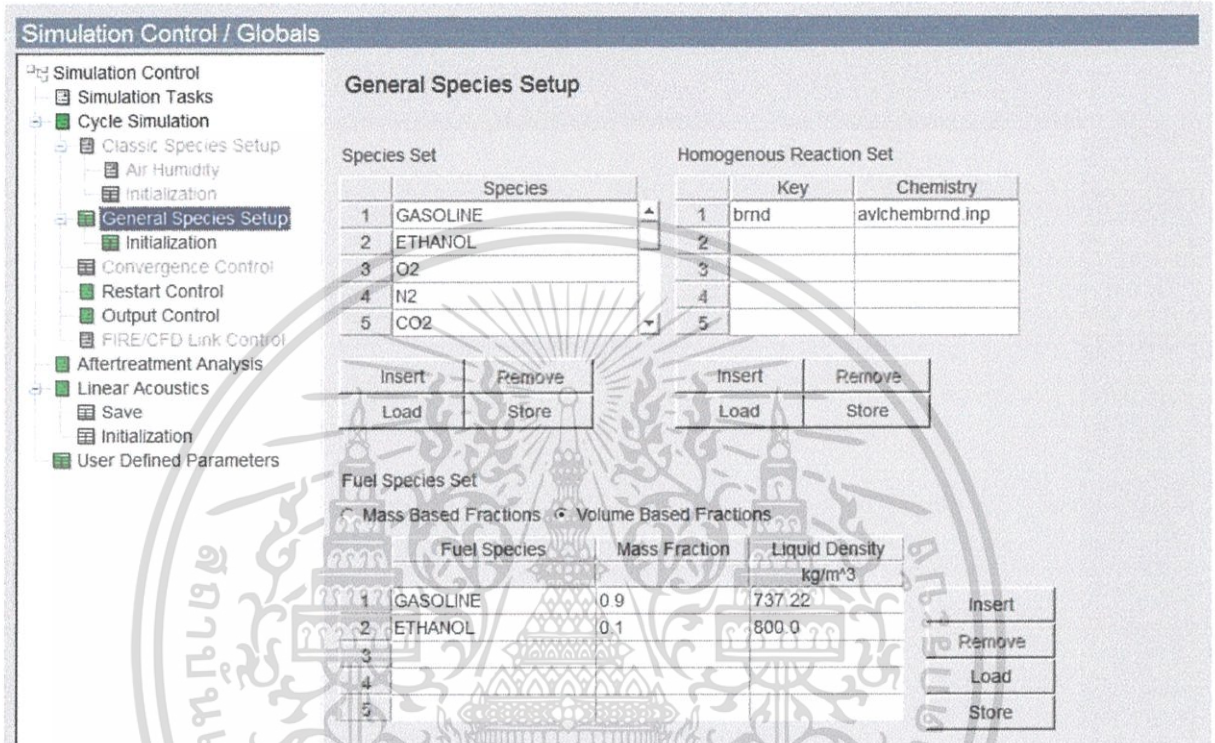 Simulation Control / Globals
Simulation Control
Simulation Tasks
Cycle Simulation
Classic Species Setup
Air Humidity
Initialization
General Species Setup
Initialization
Convergence Control
Restart Control
Output Control
FIRE/CFD Link Control
Aftertreatment Analysis
Linear Acoustics
Save
Initialization
User Defined Parameters
General Species Setup
Species Set
Species
1 GASOLINE
2 ETHANOL
3 O2
4 N2
5 CO2
Insert Remove
Load Store
Homogenous Reaction Set
Key Chemistry
1 brnd avlchembrnd.inp
2
3
4
5
Insert Remove
Load Store
Fuel Species Set
Mass Based Fractions Volume Based Fractions
Fuel Species Mass Fraction Liquid Density
kg/m^3
1 GASOLINE 0.9 737.22
2 ETHANOL 0.1 800.0
3
4
5
Insert
Remove
Load
Store